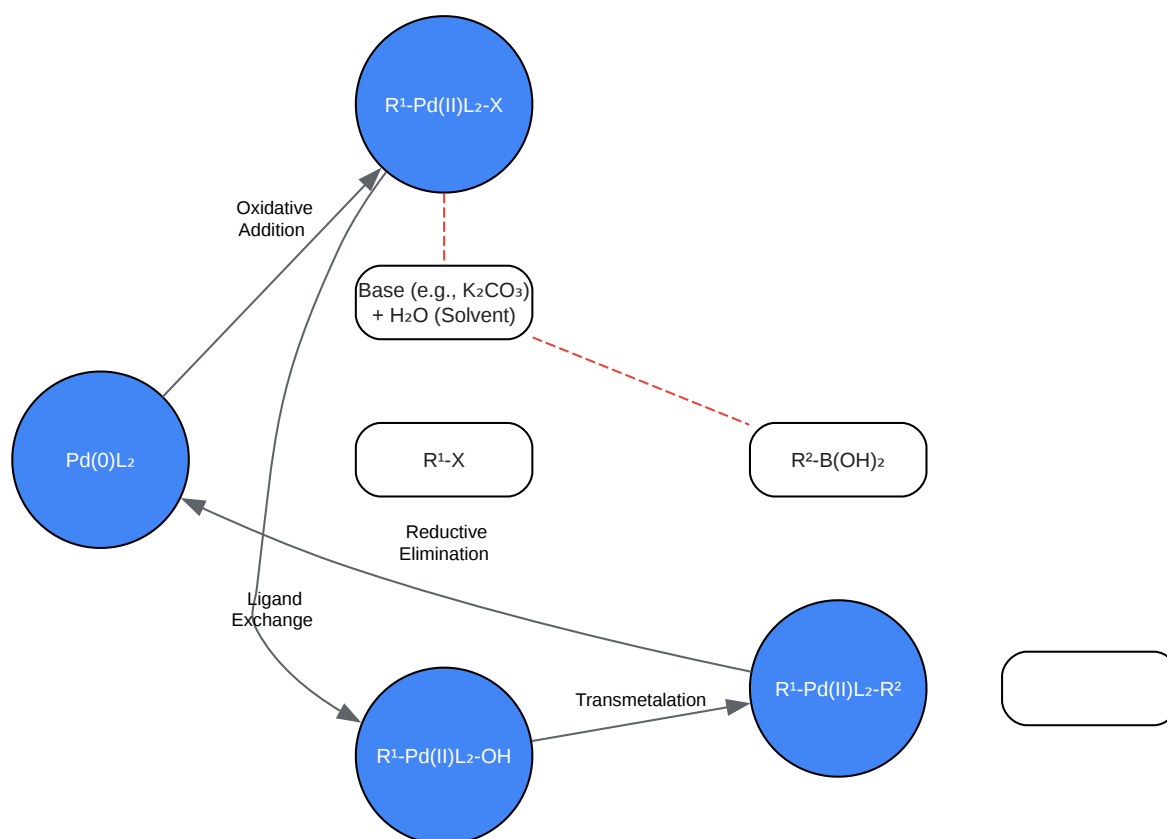 R¹-Pd(II)L₂-X
Oxidative
Addition
Base (e.g., K₂CO₃)
+ H₂O (Solvent)
Pd(0)L₂
R¹-X
R²-B(OH)₂
Reductive
Elimination
Ligand
Exchange
R¹-Pd(II)L₂-R²
Transmetalation
R¹-Pd(II)L₂-OH